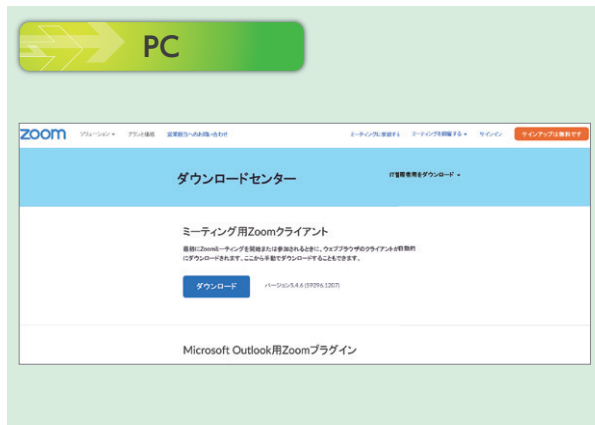 PC
zoom ソリューション プランと価格 営業担当へのお問い合わせ ミーティングに参加する ミーティングを開催する サインイン サインアップは無料です
ダウンロードセンター IT管理者用をダウンロード
ミーティング用Zoomクライアント
最初にZoomミーティングを開始または参加されるときに、ウェブブラウザのクライアントが自動的
にダウンロードされます。ここから手動でダウンロードすることもできます。
ダウンロード バージョン5.4.6 (59296.1207)
Microsoft Outlook用Zoomプラグイン